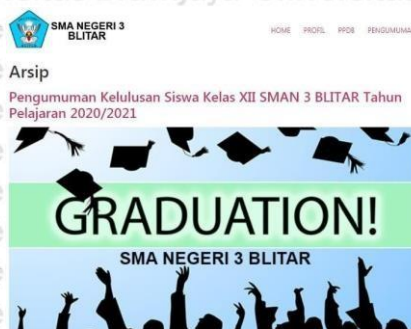 SMA NEGERI 3
BLITAR
HOME PROFIL PPDB PENGUMUMA
Arsip
Pengumuman Kelulusan Siswa Kelas XII SMAN 3 BLITAR Tahun
Pelajaran 2020/2021
GRADUATION!
SMA NEGERI 3 BLITAR